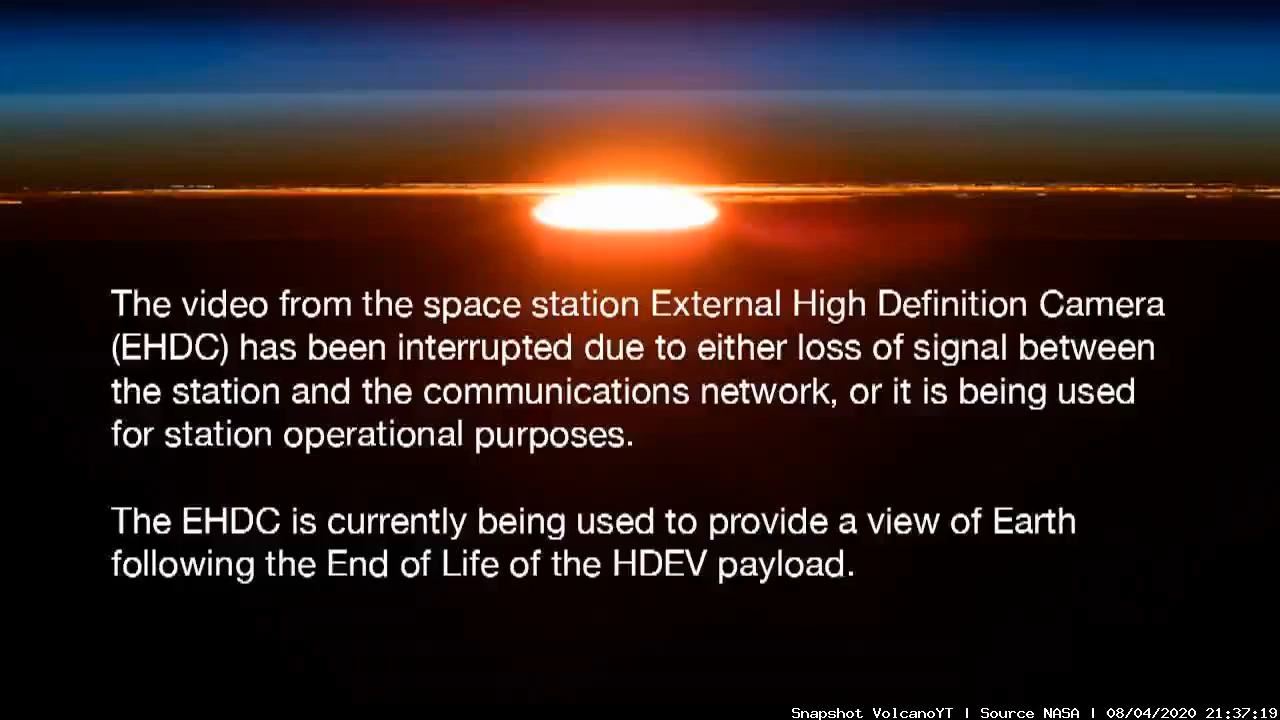 The video from the space station External High Definition Camera
(EHDC) has been interrupted due to either loss of signal between
the station and the communications network, or it is being used
for station operational purposes.
The EHDC is currently being used to provide a view of Earth
following the End of Life of the HDEV payload.
Snapshot VolcanoYT | Source NASA | 08/04/2020 21:37:19